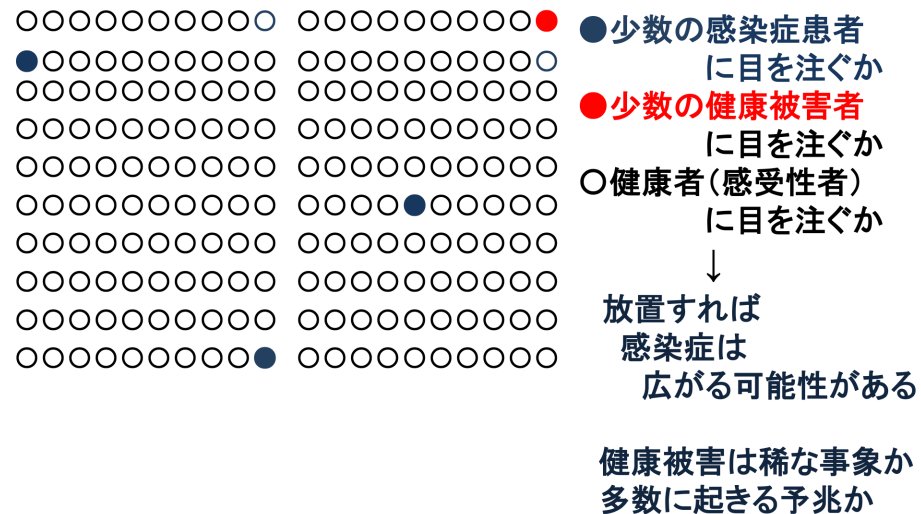 ●少数の感染症患者
に目を注ぐか
●少数の健康被害者
に目を注ぐか
○健康者（感受性者）
に目を注ぐか
↓
放置すれば
感染症は
広がる可能性がある
健康被害は稀な事象か
多数に起きる予兆か